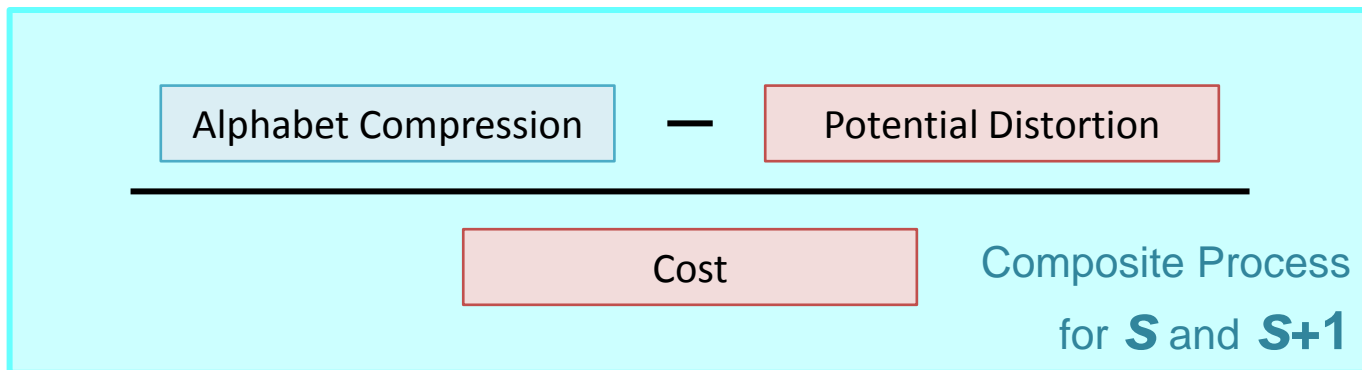 Alphabet Compression — Potential Distortion
Cost
Composite Process
for S and S+1